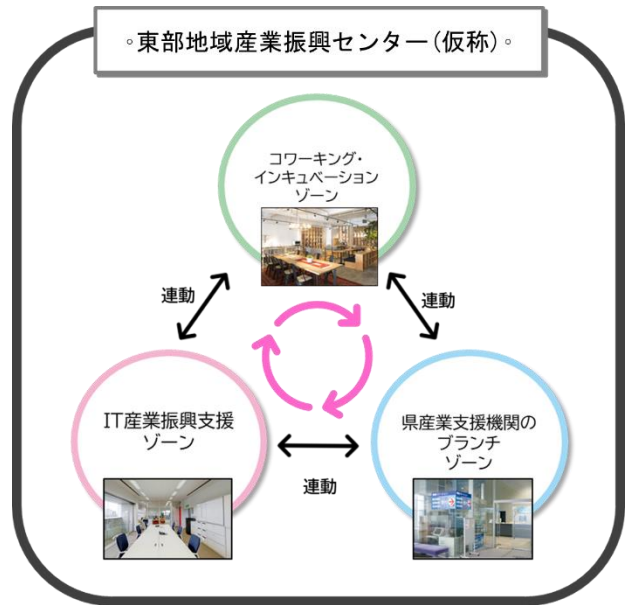 ◦東部地域産業振興センター(仮称)◦
コワーキング・
インキュベーション
ゾーン
連動
連動
IT産業振興支援
ゾーン
県産業支援機関の
ブランチ
ゾーン
連動